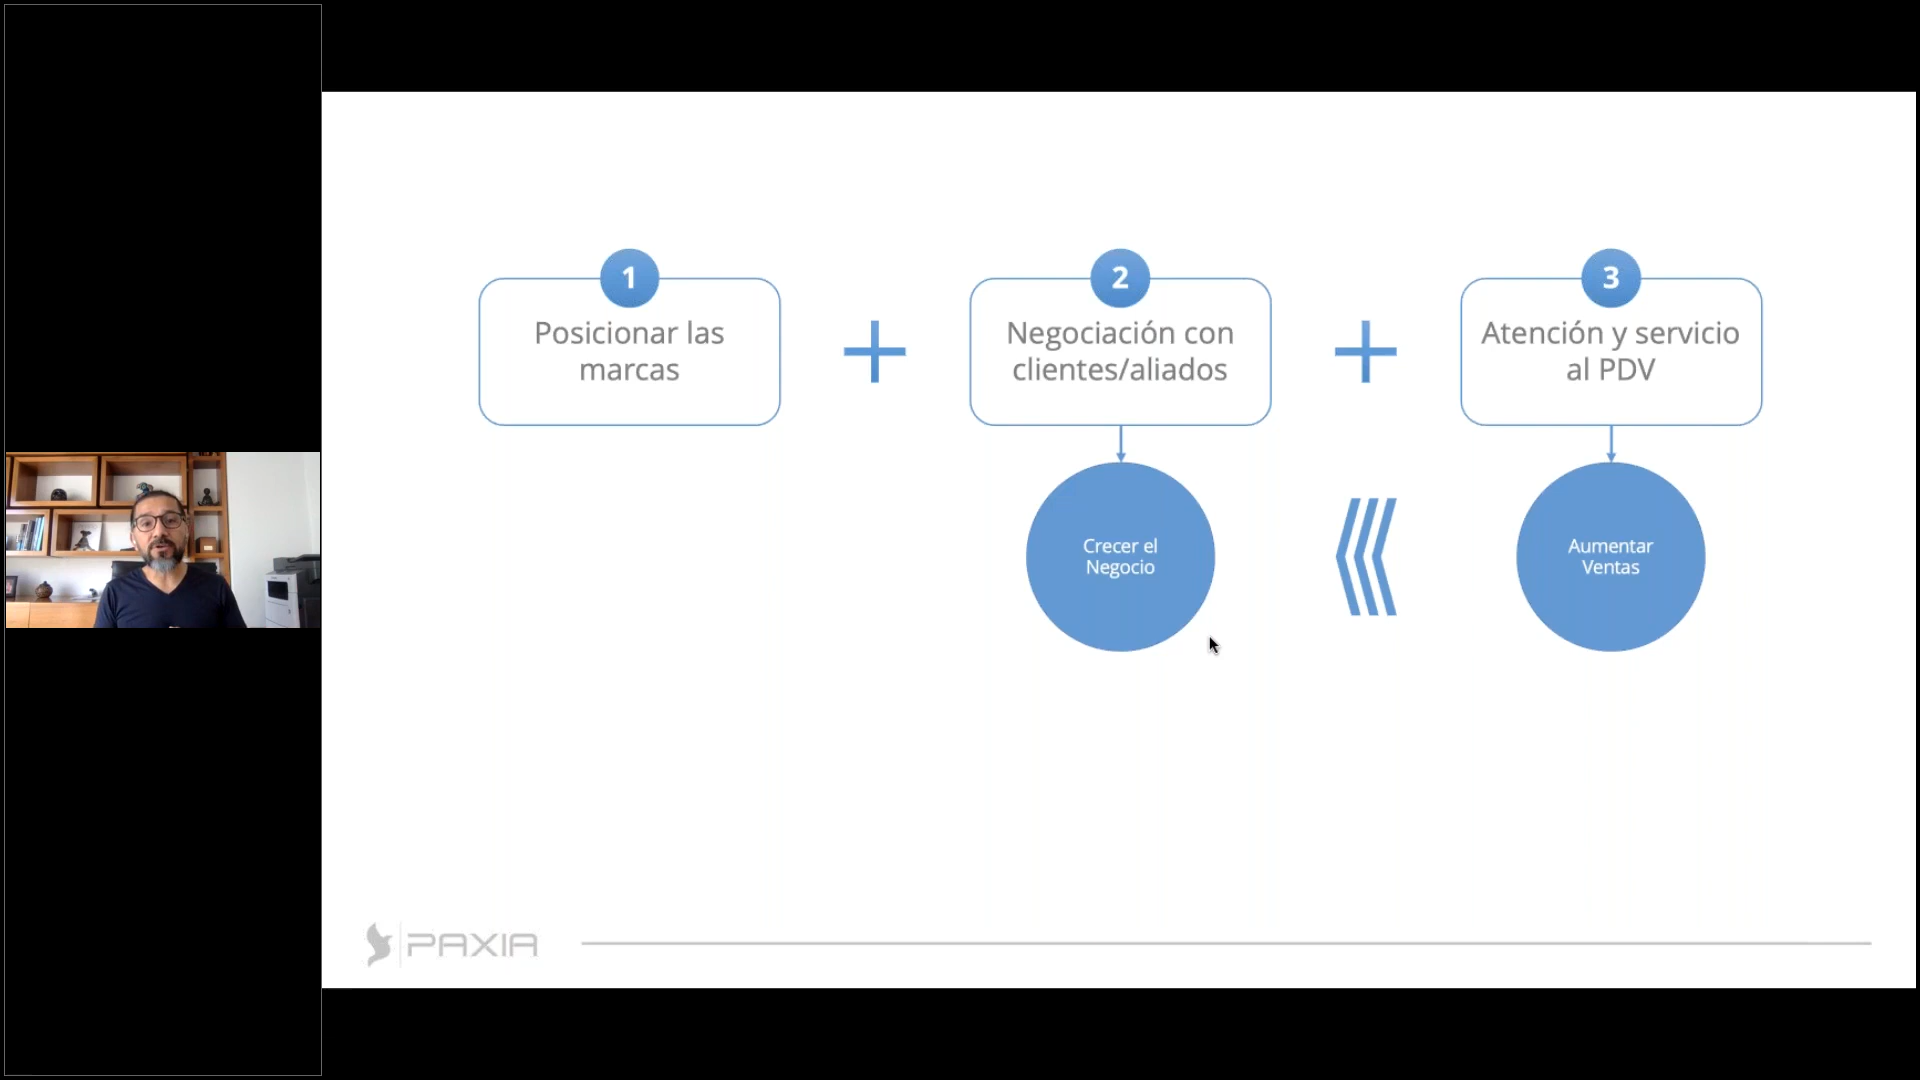 1
Posicionar las
marcas
2
Negociación con
clientes/aliados
3
Atención y servicio
al PDV
Crecer el
Negocio
Aumentar
Ventas
PAXIA